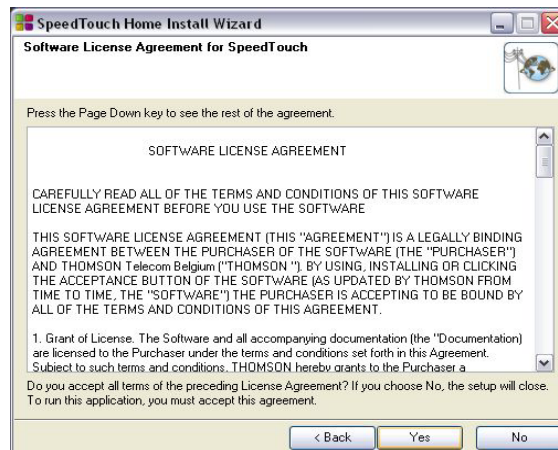 SpeedTouch Home Install Wizard
Software License Agreement for SpeedTouch
Press the Page Down key to see the rest of the agreement.
SOFTWARE LICENSE AGREEMENT
CAREFULLY READ ALL OF THE TERMS AND CONDITIONS OF THIS SOFTWARE
LICENSE AGREEMENT BEFORE YOU USE THE SOFTWARE
THIS SOFTWARE LICENSE AGREEMENT (THIS "AGREEMENT") IS A LEGALLY BINDING
AGREEMENT BETWEEN THE PURCHASER OF THE SOFTWARE (THE "PURCHASER")
AND THOMSON Telecom Belgium ("THOMSON "). BY USING, INSTALLING OR CLICKING
THE ACCEPTANCE BUTTON OF THE SOFTWARE (AS UPDATED BY THOMSON FROM
TIME TO TIME, THE "SOFTWARE") THE PURCHASER IS ACCEPTING TO BE BOUND BY
ALL OF THE TERMS AND CONDITIONS OF THIS AGREEMENT.
1. Grant of License. The Software and all accompanying documentation (the "Documentation)
are licensed to the Purchaser under the terms and conditions set forth in this Agreement.
Subject to such terms and conditions, THOMSON hereby grants to the Purchaser a
Do you accept all terms of the preceding License Agreement? If you choose No, the setup will close.
To run this application, you must accept this agreement.
< Back
Yes
No